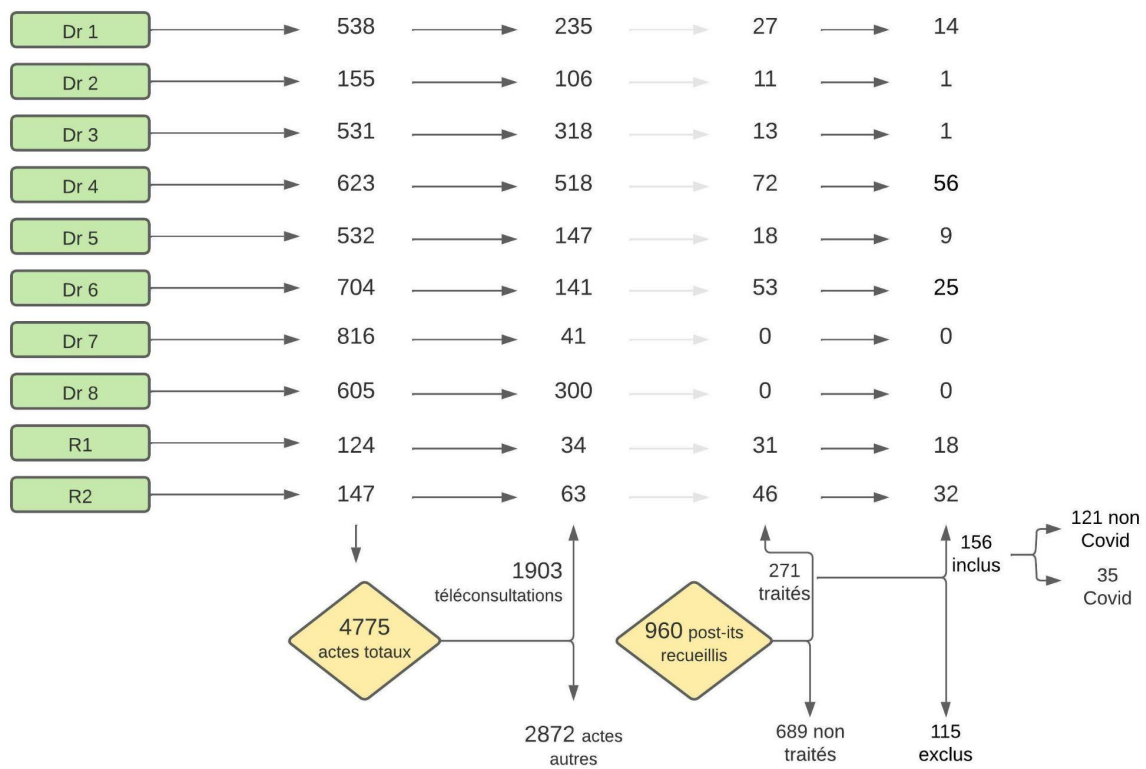 Dr 1 538 235 27 14
Dr 2 155 106 11 1
Dr 3 531 318 13 1
Dr 4 623 518 72 56
Dr 5 532 147 18 9
Dr 6 704 141 53 25
Dr 7 816 41 0 0
Dr 8 605 300 0 0
R1 124 34 31 18
R2 147 63 46 32
4775
actes totaux
1903
téléconsultations
2872 actes
autres
960 post-its
recueillis
271
traités
689 non
traités
156
inclus
115
exclus
121 non
Covid
35
Covid